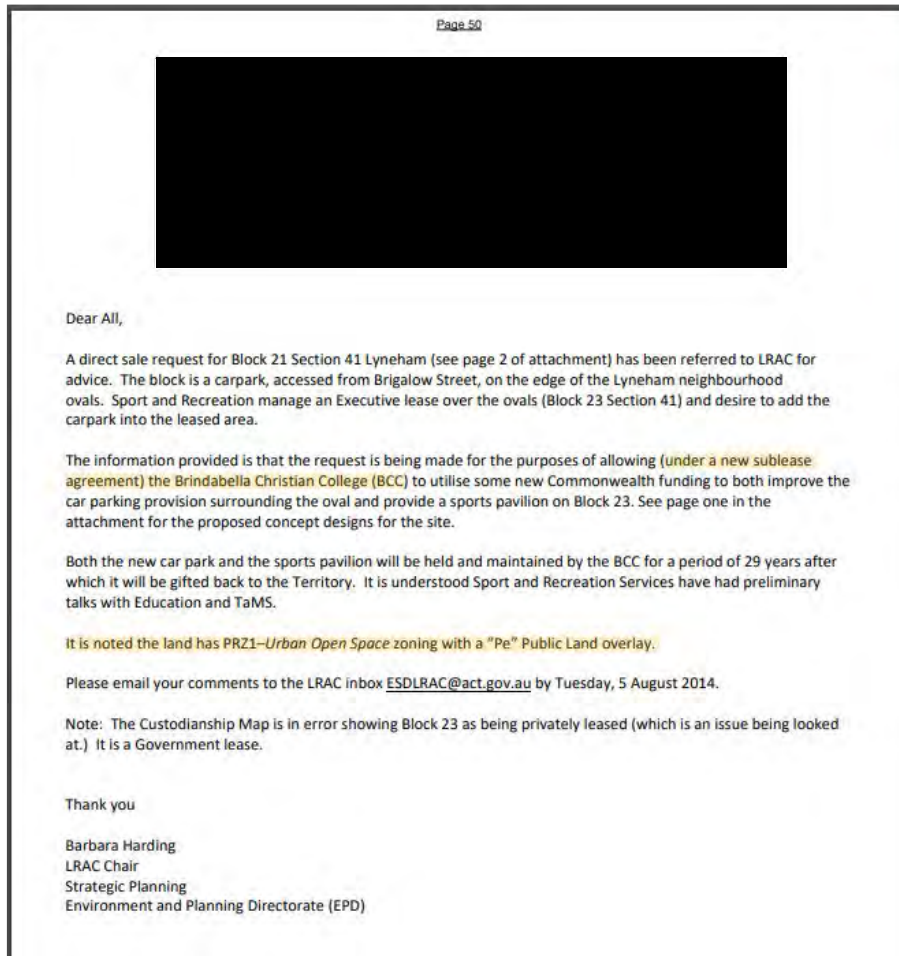 Page 50
Dear All,
A direct sale request for Block 21 Section 41 Lyneham (see page 2 of attachment) has been referred to LRAC for
advice.  The block is a carpark, accessed from Brigalow Street, on the edge of the Lyneham neighbourhood
ovals.  Sport and Recreation manage an Executive lease over the ovals (Block 23 Section 41) and desire to add the
carpark into the leased area.
The information provided is that the request is being made for the purposes of allowing (under a new sublease
agreement) the Brindabella Christian College (BCC) to utilise some new Commonwealth funding to both improve the
car parking provision surrounding the oval and provide a sports pavilion on Block 23. See page one in the
attachment for the proposed concept designs for the site.
Both the new car park and the sports pavilion will be held and maintained by the BCC for a period of 29 years after
which it will be gifted back to the Territory.  It is understood Sport and Recreation Services have had preliminary
talks with Education and TaMS.
It is noted the land has PRZ1–Urban Open Space zoning with a "Pe" Public Land overlay.
Please email your comments to the LRAC inbox ESDLRAC@act.gov.au by Tuesday, 5 August 2014.
Note:  The Custodianship Map is in error showing Block 23 as being privately leased (which is an issue being looked
at.)  It is a Government lease.
Thank you
Barbara Harding
LRAC Chair
Strategic Planning
Environment and Planning Directorate (EPD)